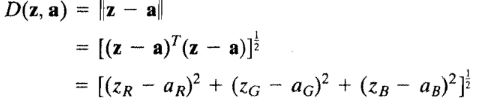 D(z, a) = ‖z − a‖
= [(z − a)ᵀ(z − a)]^½
= [(z_R − a_R)² + (z_G − a_G)² + (z_B − a_B)²]^½